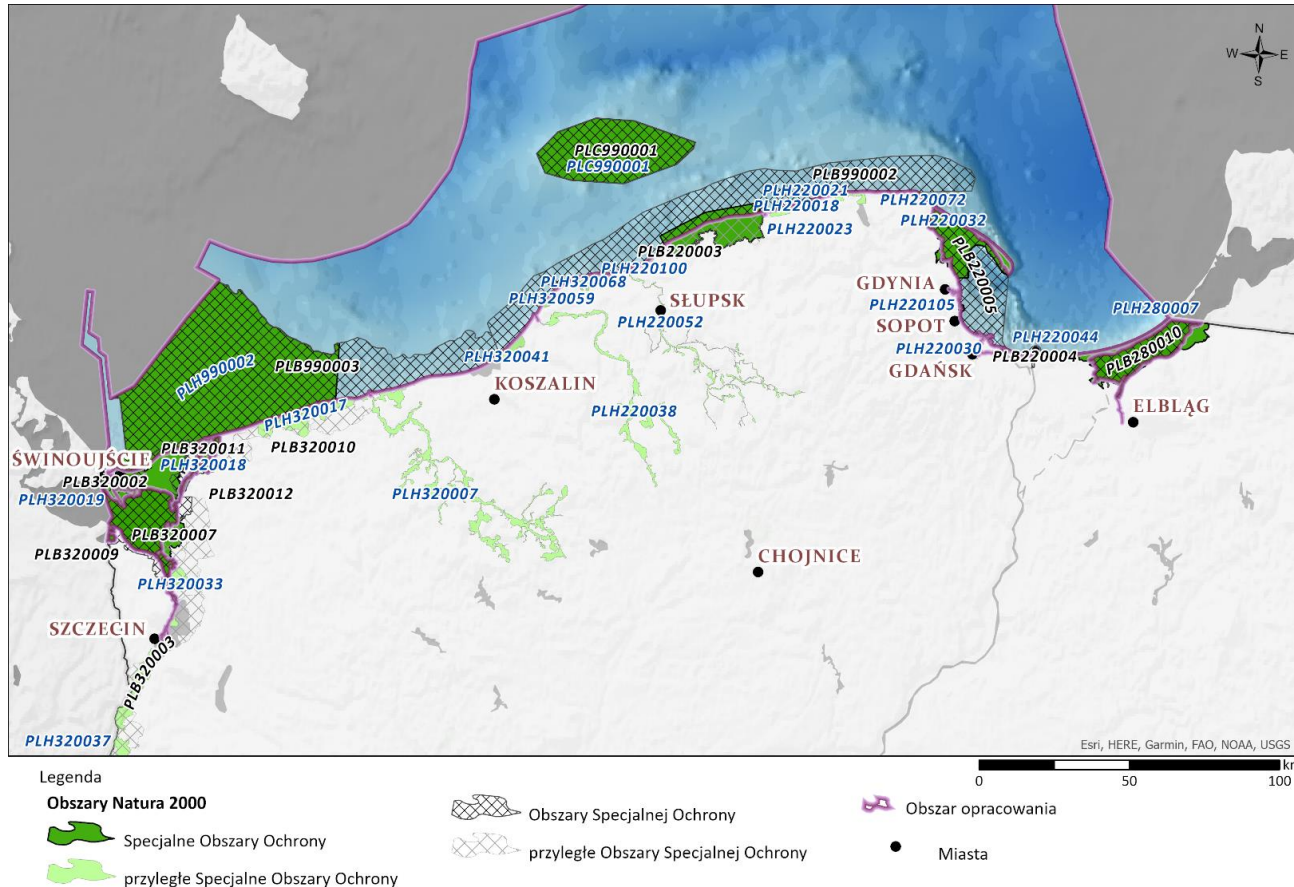 N
W E
S
PLC990001
PLC990001
PLB990002
PLH220021
PLH220018
PLH220072
PLH220032
PLH220023
PLB220003
PLH220100
PLB220005
PLH320068
GDYNIA
PLH320059
SŁUPSK
PLH220105
PLH280007
PLH220052
SOPOT
PLH220044
PLH220030
PLB220004
PLB280010
GDAŃSK
PLH990002
PLB990003
PLH320041
KOSZALIN
ELBLĄG
PLH320017
PLH220038
PLB320011
PLB320010
ŚWINOUJŚCIE
PLH320018
PLB320002
PLH320019
PLB320012
PLH320007
PLB320007
PLB320009
CHOJNICE
PLH320033
SZCZECIN
PLB320003
PLH320037
Esri, HERE, Garmin, FAO, NOAA, USGS
km
0 50 100
Legenda
Obszary Natura 2000
Specjalne Obszary Ochrony
przyległe Specjalne Obszary Ochrony
Obszary Specjalnej Ochrony
przyległe Obszary Specjalnej Ochrony
Obszar opracowania
Miasta